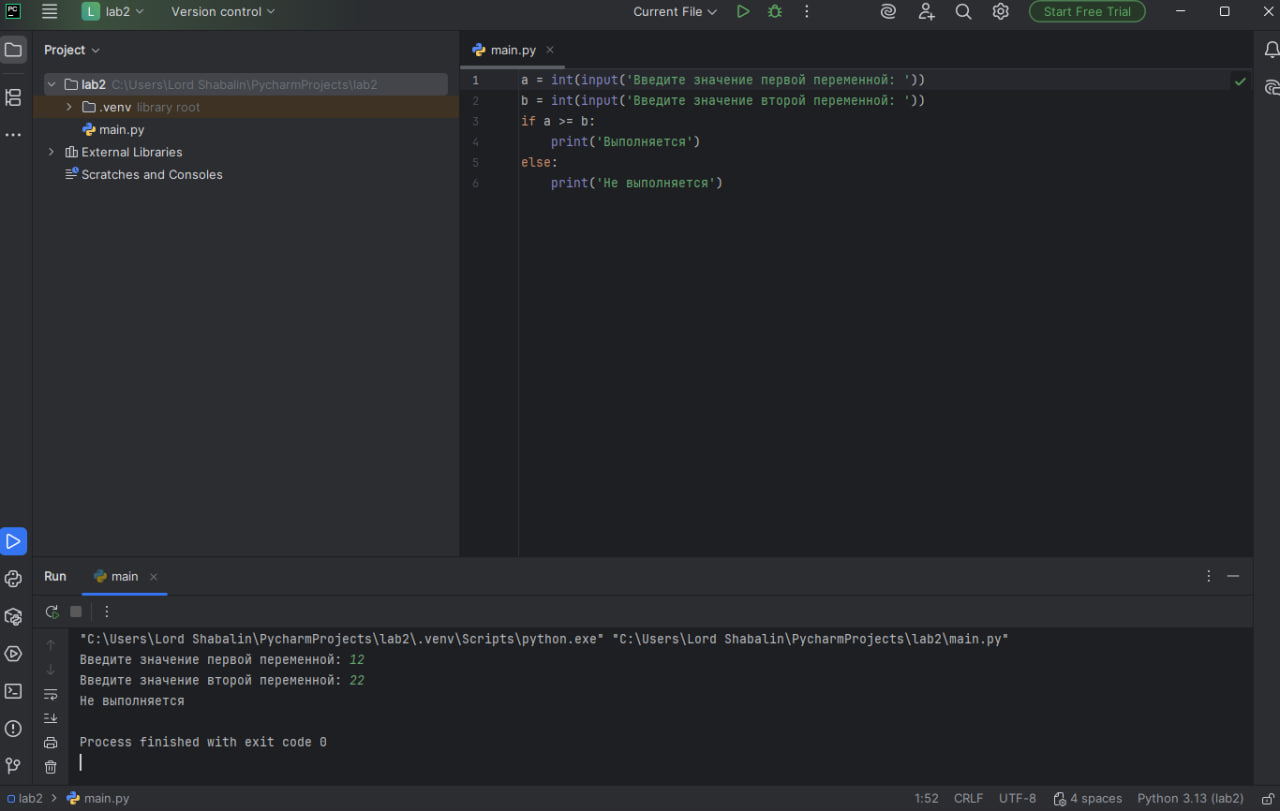 PC
L lab2 Version control Current File Start Free Trial
Project
lab2 C:\Users\Lord Shabalin\PycharmProjects\lab2
.venv library root
main.py
External Libraries
Scratches and Consoles
main.py
1 a = int(input('Введите значение первой переменной: '))
2 b = int(input('Введите значение второй переменной: '))
3 if a >= b:
4 print('Выполняется')
5 else:
6 print('Не выполняется')
Run main
"C:\Users\Lord Shabalin\PycharmProjects\lab2\.venv\Scripts\python.exe" "C:\Users\Lord Shabalin\PycharmProjects\lab2\main.py"
Введите значение первой переменной: 12
Введите значение второй переменной: 22
Не выполняется
Process finished with exit code 0
lab2 main.py 1:52 CRLF UTF-8 4 spaces Python 3.13 (lab2)